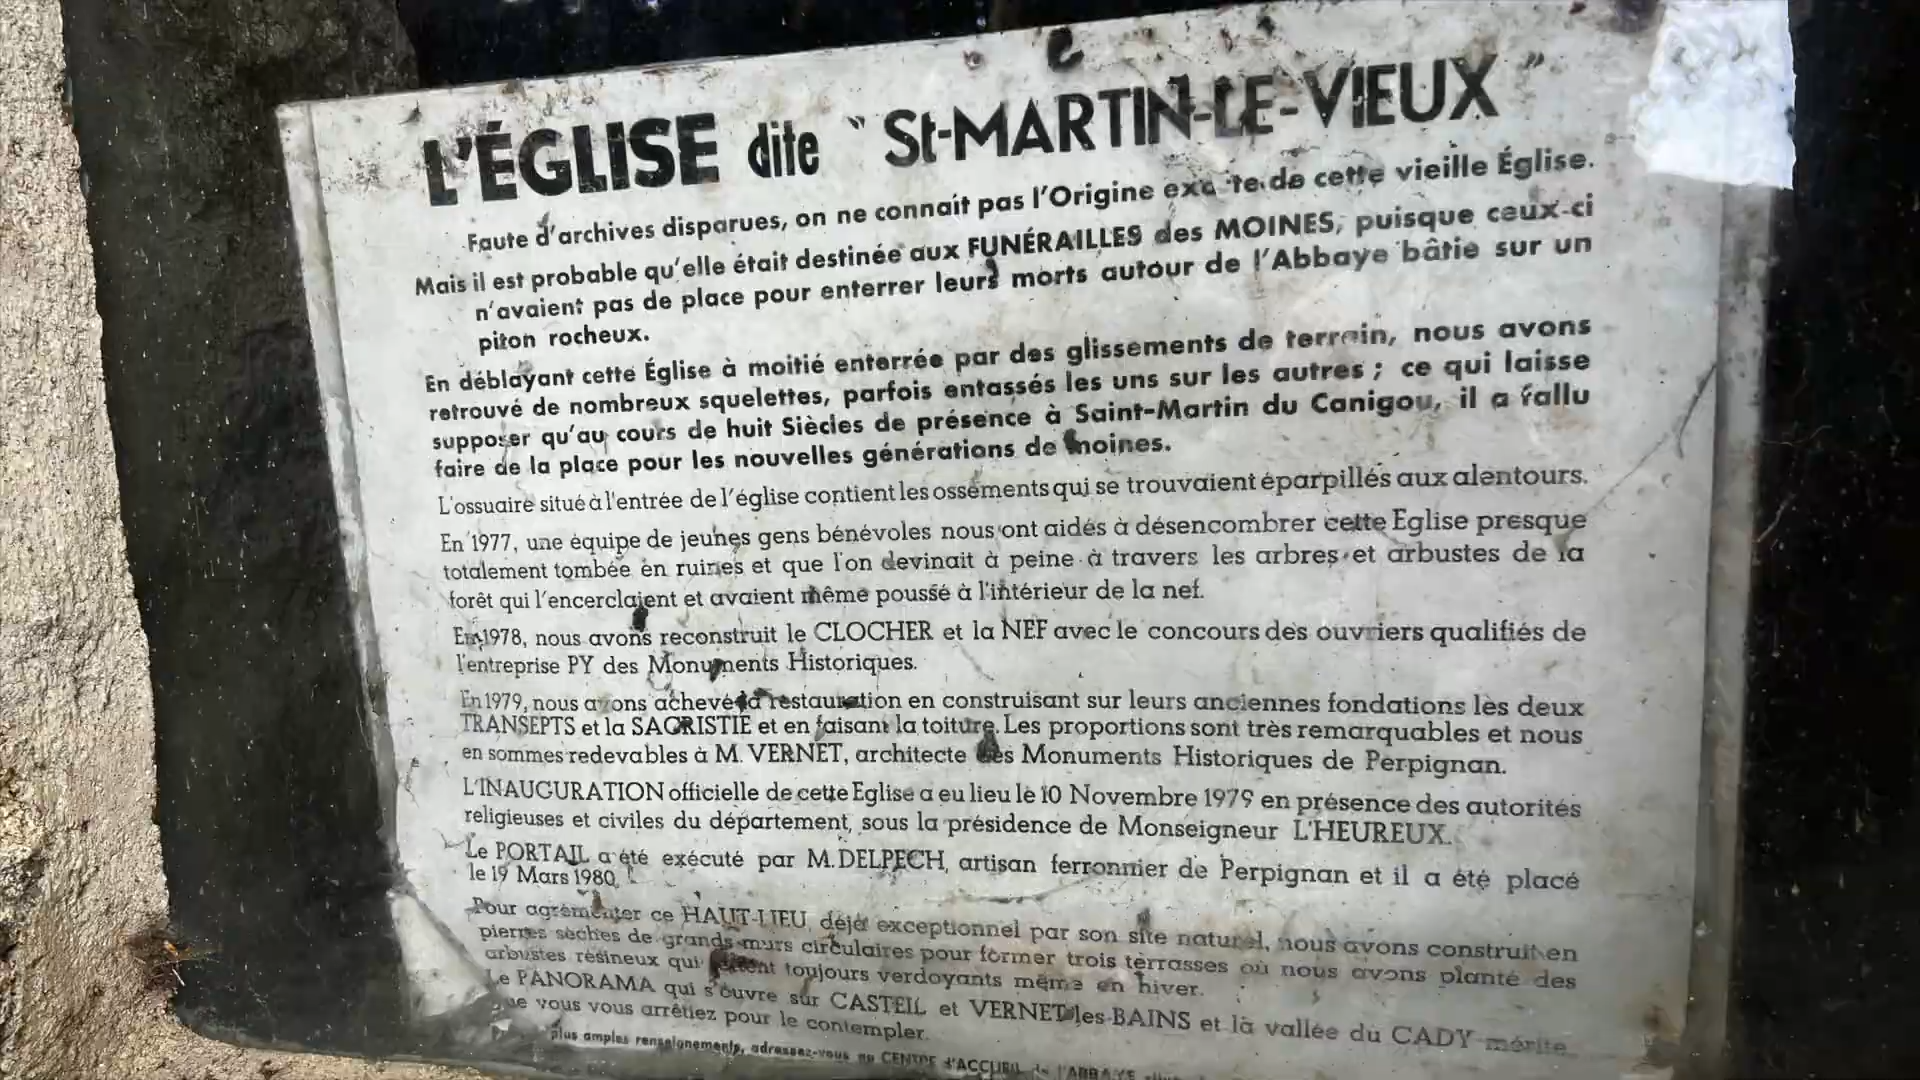 L'ÉGLISE dite "St-MARTIN-LE-VIEUX"
Faute d'archives disparues, on ne connaît pas l'Origine exacte de cette vieille Église.
Mais il est probable qu'elle était destinée aux FUNÉRAILLES des MOINES, puisque ceux-ci
n'avaient pas de place pour enterrer leurs morts autour de l'Abbaye bâtie sur un
piton rocheux.
En déblayant cette Église à moitié enterrée par des glissements de terrain, nous avons
retrouvé de nombreux squelettes, parfois entassés les uns sur les autres ; ce qui laisse
supposer qu'au cours de huit Siècles de présence à Saint-Martin du Canigou, il a fallu
faire de la place pour les nouvelles générations de moines.
L'ossuaire situé à l'entrée de l'église contient les ossements qui se trouvaient éparpillés aux alentours.
En 1977, une équipe de jeunes gens bénévoles nous ont aidés à désencombrer cette Eglise presque
totalement tombée en ruines et que l'on devinait à peine à travers les arbres et arbustes de la
forêt qui l'encerclaient et avaient même poussé à l'intérieur de la nef.
En 1978, nous avons reconstruit le CLOCHER et la NEF avec le concours des ouvriers qualifiés de
l'entreprise PY des Monuments Historiques.
En 1979, nous avons achevé la restauration en construisant sur leurs anciennes fondations les deux
TRANSEPTS et la SACRISTIE et en faisant la toiture. Les proportions sont très remarquables et nous
en sommes redevables à M. VERNET, architecte des Monuments Historiques de Perpignan.
L'INAUGURATION officielle de cette Eglise a eu lieu le 10 Novembre 1979 en présence des autorités
religieuses et civiles du département, sous la présidence de Monseigneur L'HEUREUX.
Le PORTAIL a été exécuté par M. DELPECH, artisan ferronnier de Perpignan et il a été placé
le 19 Mars 1980.
Pour agrémenter ce HAUT-LIEU déjà exceptionnel par son site naturel, nous avons construit en
pierres sèches de grands murs circulaires pour former trois terrasses où nous avons planté des
arbustes résineux qui toujours verdoyants même en hiver.
Le PANORAMA qui s'ouvre sur CASTEIL et VERNET-les-BAINS et la vallée du CADY mérite
que vous vous arrêtiez pour le contempler.
plus amples renseignements, adressez-vous au CENTRE d'ACCUEIL de l'ABBAYE